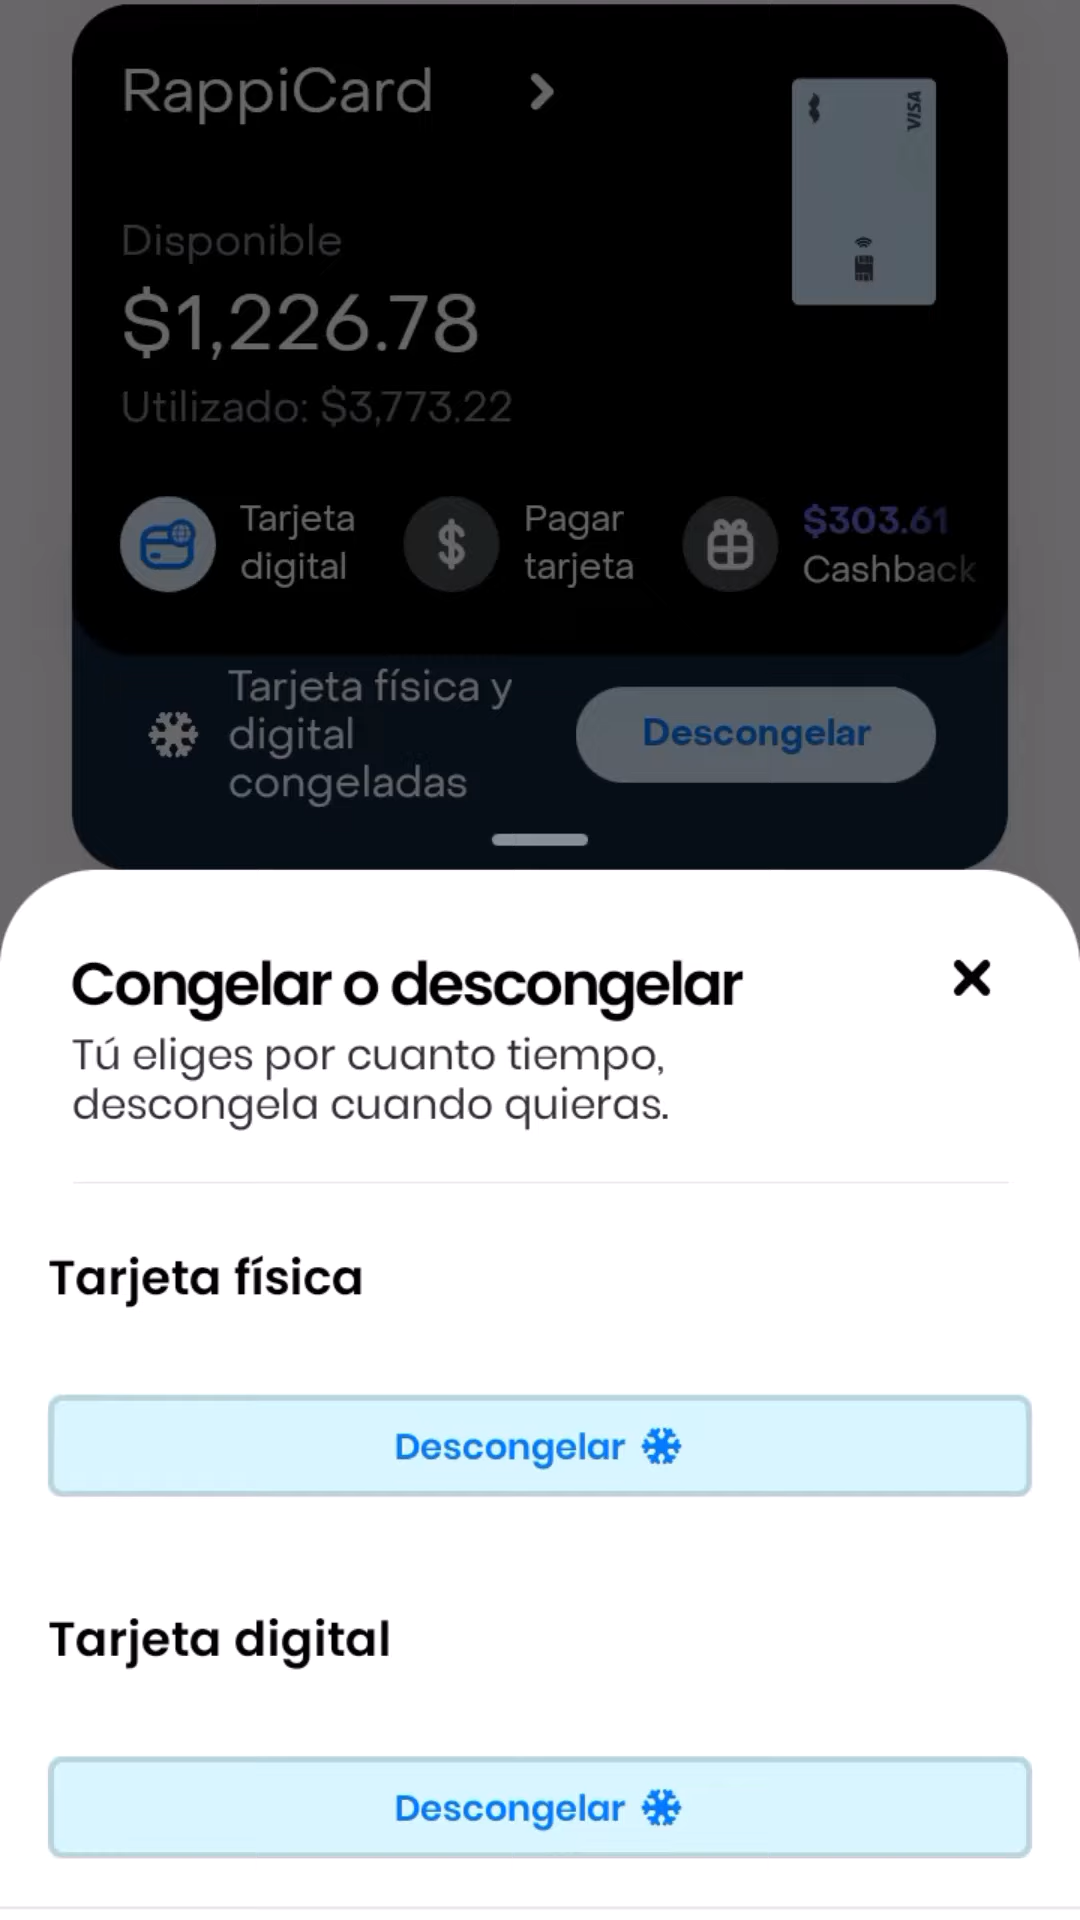 RappiCard
VISA
Disponible
$1,226.78
Utilizado: $3,773.22
Tarjeta
digital
Pagar
tarjeta
$303.61
Cashback
Tarjeta física y
digital
congeladas
Descongelar
Congelar o descongelar
Tú eliges por cuanto tiempo,
descongela cuando quieras.
Tarjeta física
Descongelar
Tarjeta digital
Descongelar